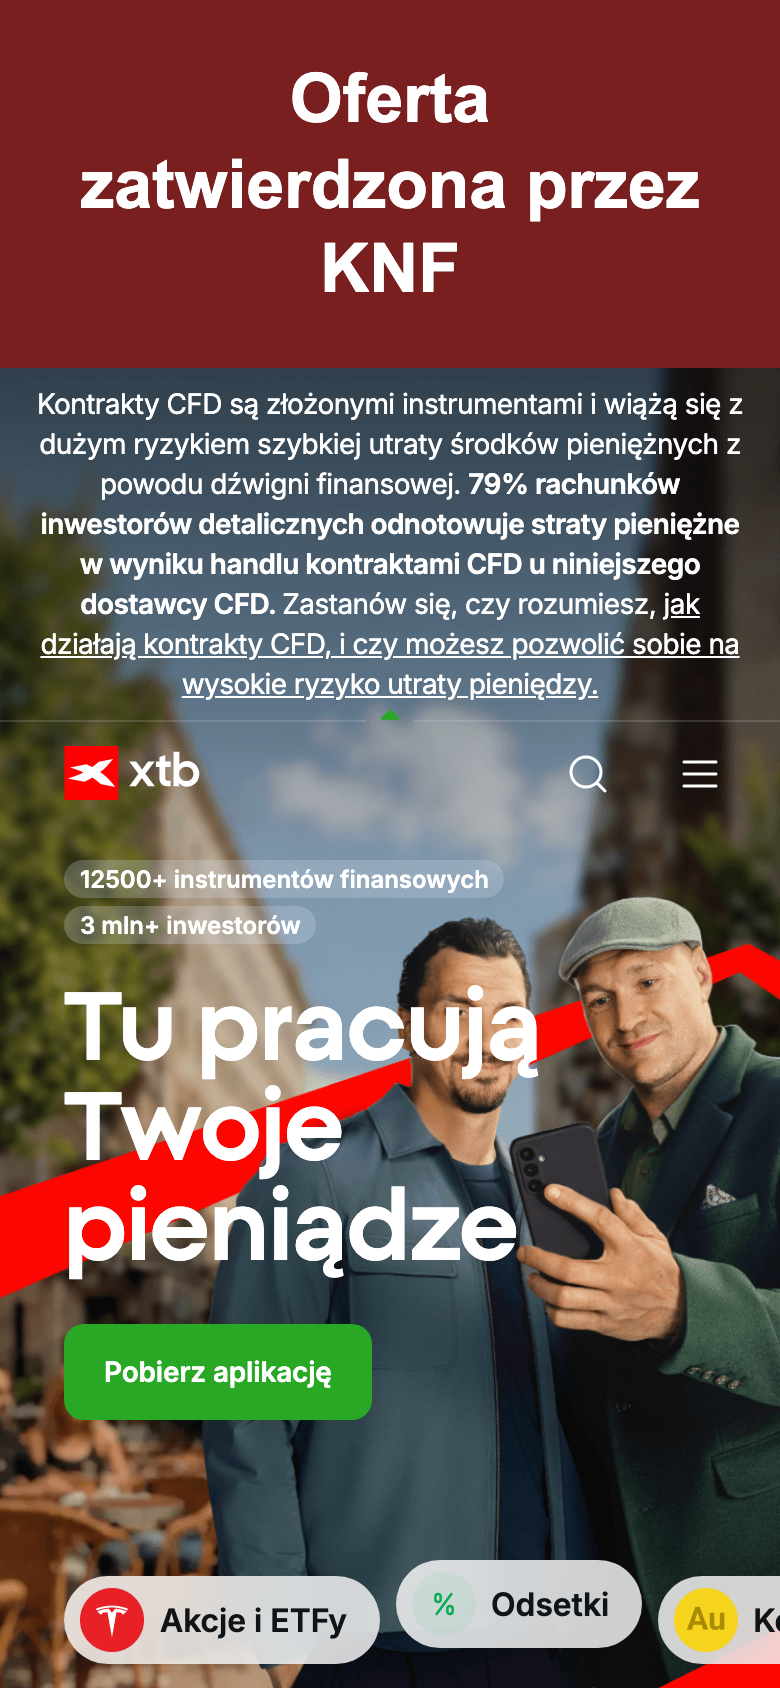 Oferta
zatwierdzona przez
KNF
Kontrakty CFD są złożonymi instrumentami i wiążą się z
dużym ryzykiem szybkiej utraty środków pieniężnych z
powodu dźwigni finansowej. 79% rachunków
inwestorów detalicznych odnotowuje straty pieniężne
w wyniku handlu kontraktami CFD u niniejszego
dostawcy CFD. Zastanów się, czy rozumiesz, jak
działają kontrakty CFD, i czy możesz pozwolić sobie na
wysokie ryzyko utraty pieniędzy.
xtb
12500+ instrumentów finansowych
3 mln+ inwestorów
Tu pracują
Twoje
pieniądze
Pobierz aplikację
Akcje i ETFy
% Odsetki
Au